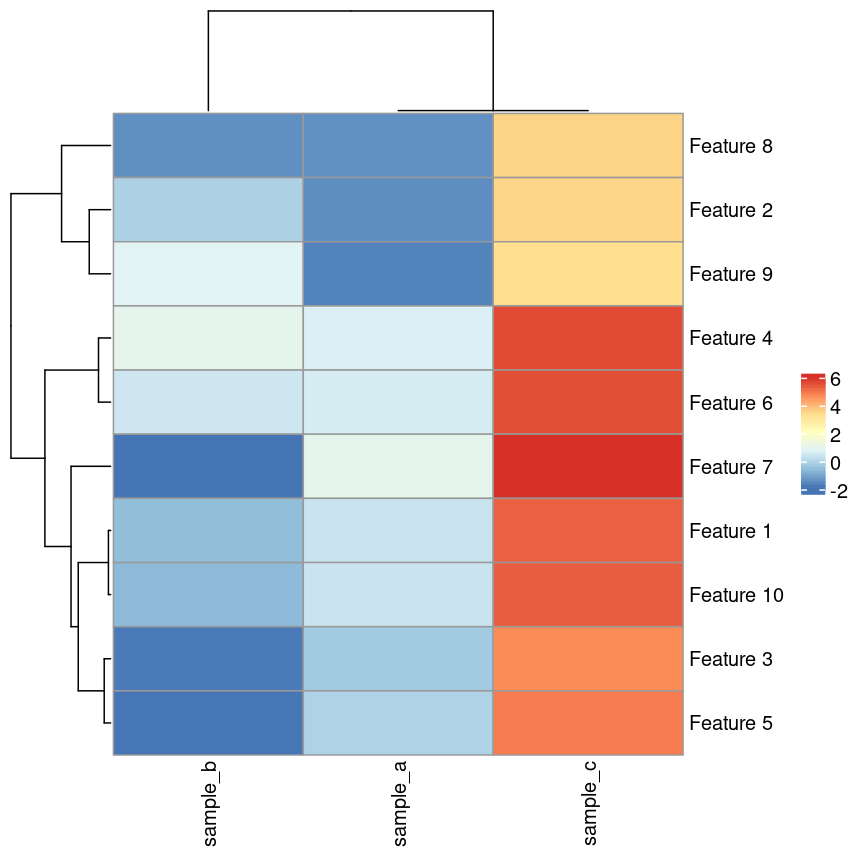 Feature 8
Feature 2
Feature 9
Feature 4
Feature 6
Feature 7
Feature 1
Feature 10
Feature 3
Feature 5
6
4
2
0
-2
sample_b
sample_a
sample_c